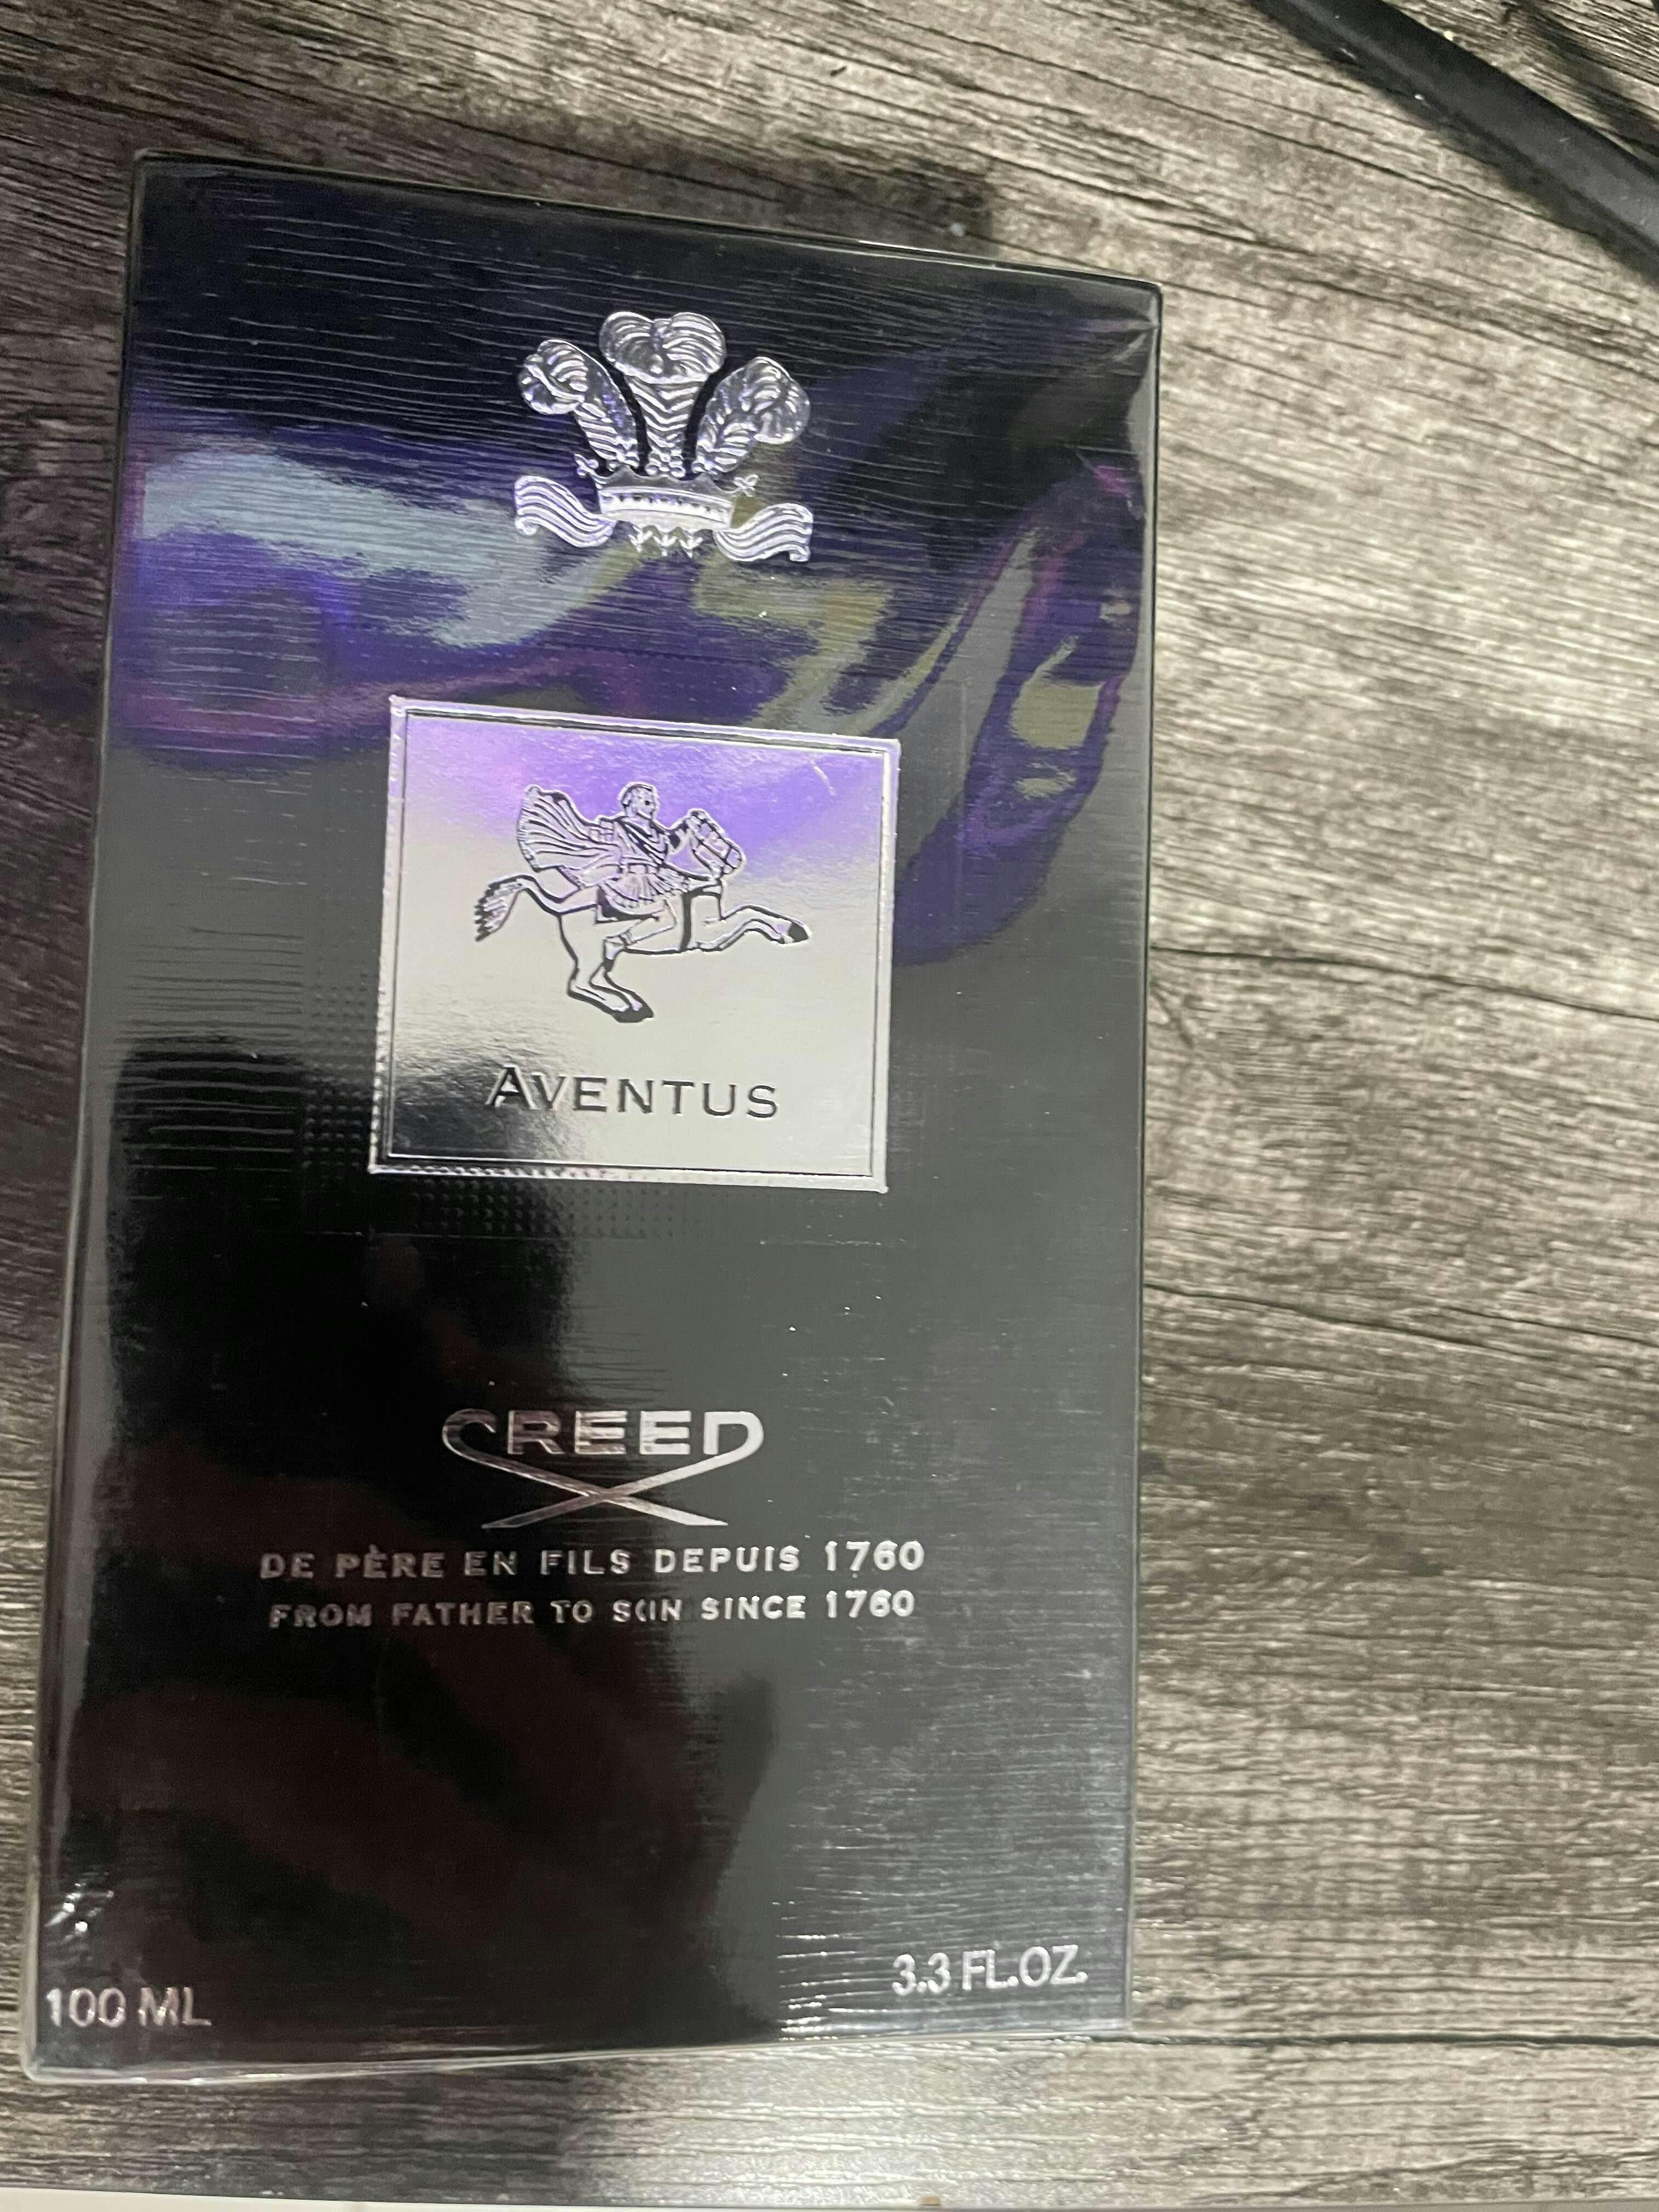 AVENTUS
CREED
DE PÈRE EN FILS DEPUIS 1760
FROM FATHER TO SON SINCE 1760
100 ML
3.3 FL.OZ.